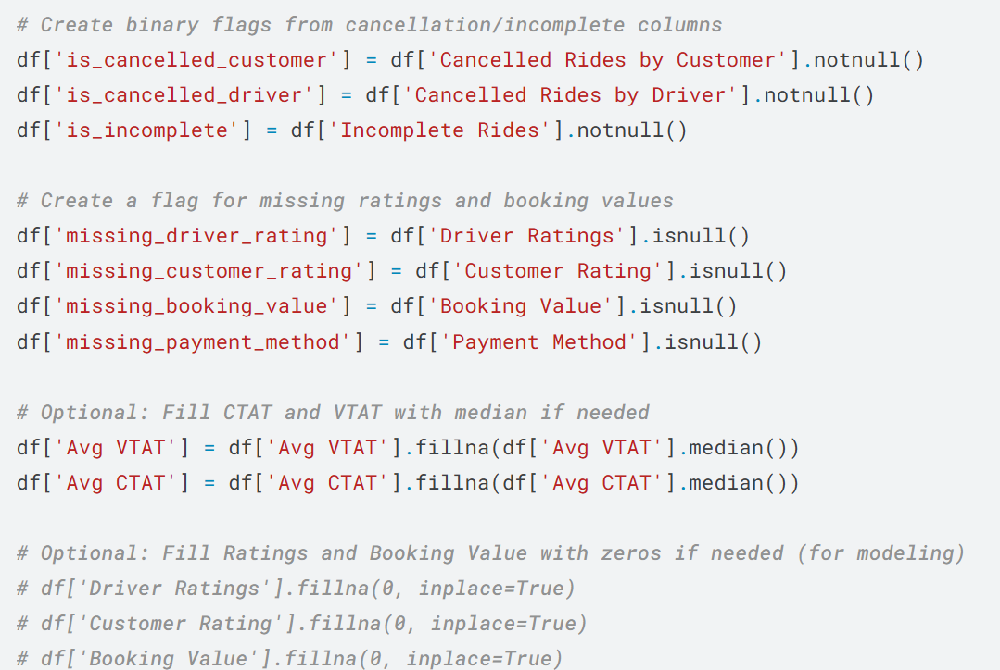 # Create binary flags from cancellation/incomplete columns
df['is_cancelled_customer'] = df['Cancelled Rides by Customer'].notnull()
df['is_cancelled_driver'] = df['Cancelled Rides by Driver'].notnull()
df['is_incomplete'] = df['Incomplete Rides'].notnull()
# Create a flag for missing ratings and booking values
df['missing_driver_rating'] = df['Driver Ratings'].isnull()
df['missing_customer_rating'] = df['Customer Rating'].isnull()
df['missing_booking_value'] = df['Booking Value'].isnull()
df['missing_payment_method'] = df['Payment Method'].isnull()
# Optional: Fill CTAT and VTAT with median if needed
df['Avg VTAT'] = df['Avg VTAT'].fillna(df['Avg VTAT'].median())
df['Avg CTAT'] = df['Avg CTAT'].fillna(df['Avg CTAT'].median())
# Optional: Fill Ratings and Booking Value with zeros if needed (for modeling)
# df['Driver Ratings'].fillna(0, inplace=True)
# df['Customer Rating'].fillna(0, inplace=True)
# df['Booking Value'].fillna(0, inplace=True)